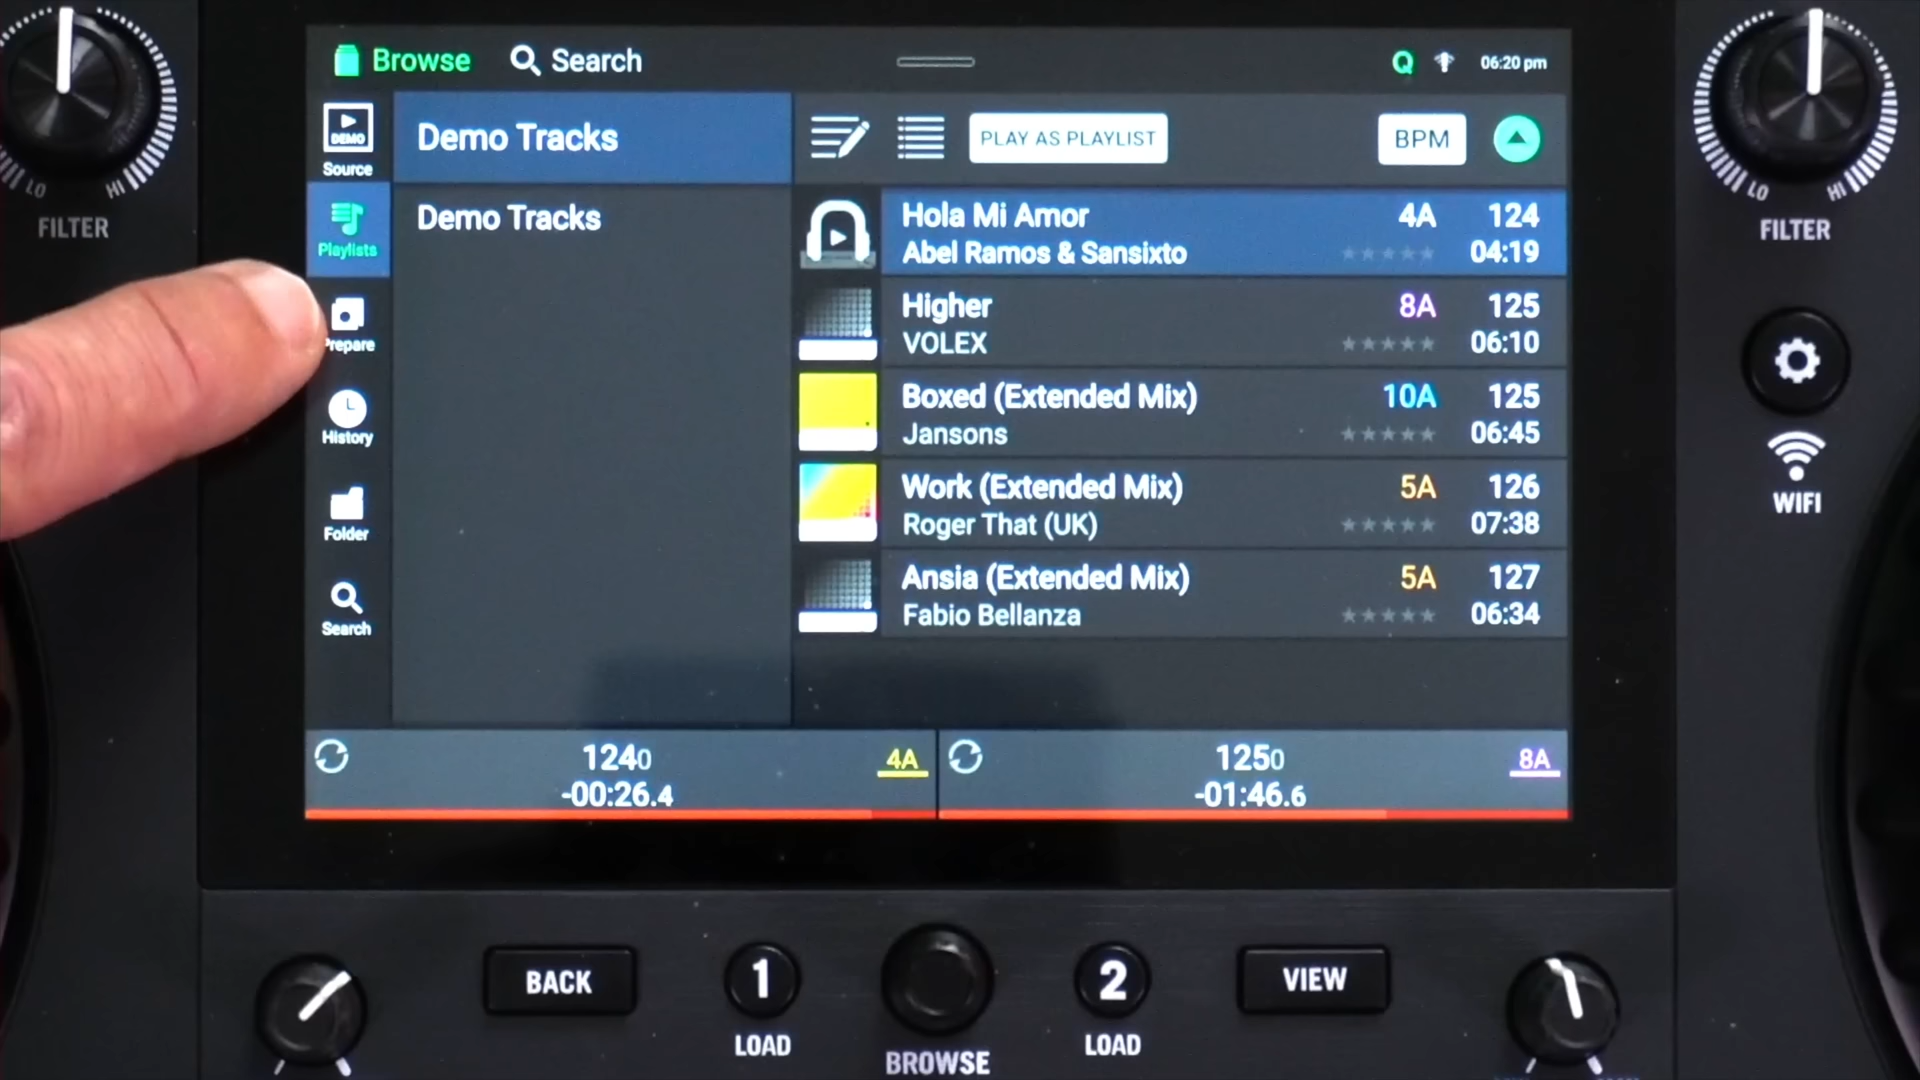 Browse
Search
Q
06:20 pm
DEMO
Source
Playlists
Prepare
History
Folder
Search
Demo Tracks
Demo Tracks
PLAY AS PLAYLIST
BPM
Hola Mi Amor 4A 124
Abel Ramos & Sansixto 04:19
Higher 8A 125
VOLEX 06:10
Boxed (Extended Mix) 10A 125
Jansons 06:45
Work (Extended Mix) 5A 126
Roger That (UK) 07:38
Ansia (Extended Mix) 5A 127
Fabio Bellanza 06:34
1240 4A
-00:26.4
1250 8A
-01:46.6
LO HI
FILTER
LO HI
FILTER
WIFI
BACK
1
LOAD
BROWSE
2
LOAD
VIEW